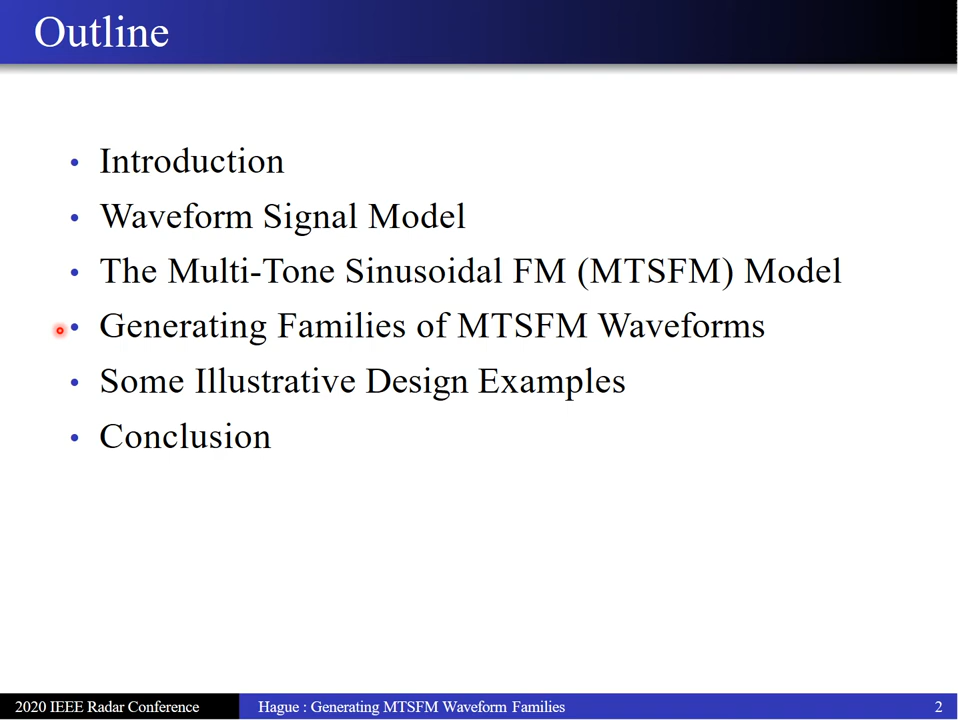 Outline
• Introduction
• Waveform Signal Model
• The Multi-Tone Sinusoidal FM (MTSFM) Model
• Generating Families of MTSFM Waveforms
• Some Illustrative Design Examples
• Conclusion
2020 IEEE Radar Conference
Hague : Generating MTSFM Waveform Families
2